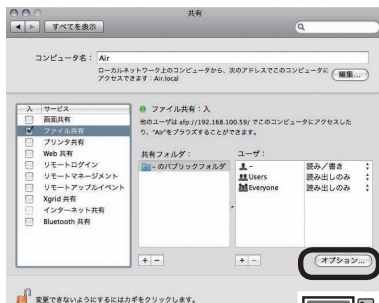 共有
すべてを表示
コンピュータ名： Air
ローカルネットワーク上のコンピュータから、次のアドレスでこのコンピュータに
アクセスできます：Air.local
編集...
入 サービス
画面共有
ファイル共有
プリンタ共有
Web 共有
リモートログイン
リモートマネージメント
リモートアップルイベント
Xgrid 共有
インターネット共有
Bluetooth 共有
ファイル共有：入
他のユーザは afp://192.168.100.59/ でこのコンピュータにアクセスした
り、"Air"をブラウズすることができます。
共有フォルダ：
- のパブリックフォルダ
ユーザ：
- 読み／書き
Users 読み出しのみ
Everyone 読み出しのみ
+ -
+ -
オプション...
変更できないようにするにはカギをクリックします。